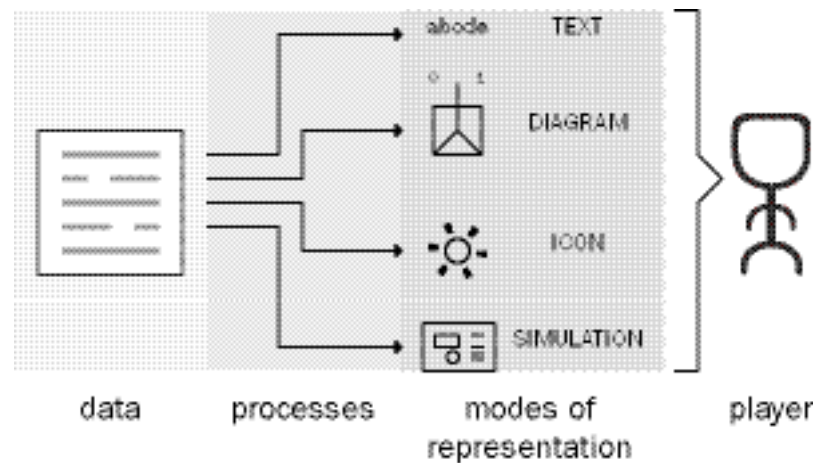 abcde TEXT
0 1
DIAGRAM
ICON
SIMULATION
data processes modes of player
representation